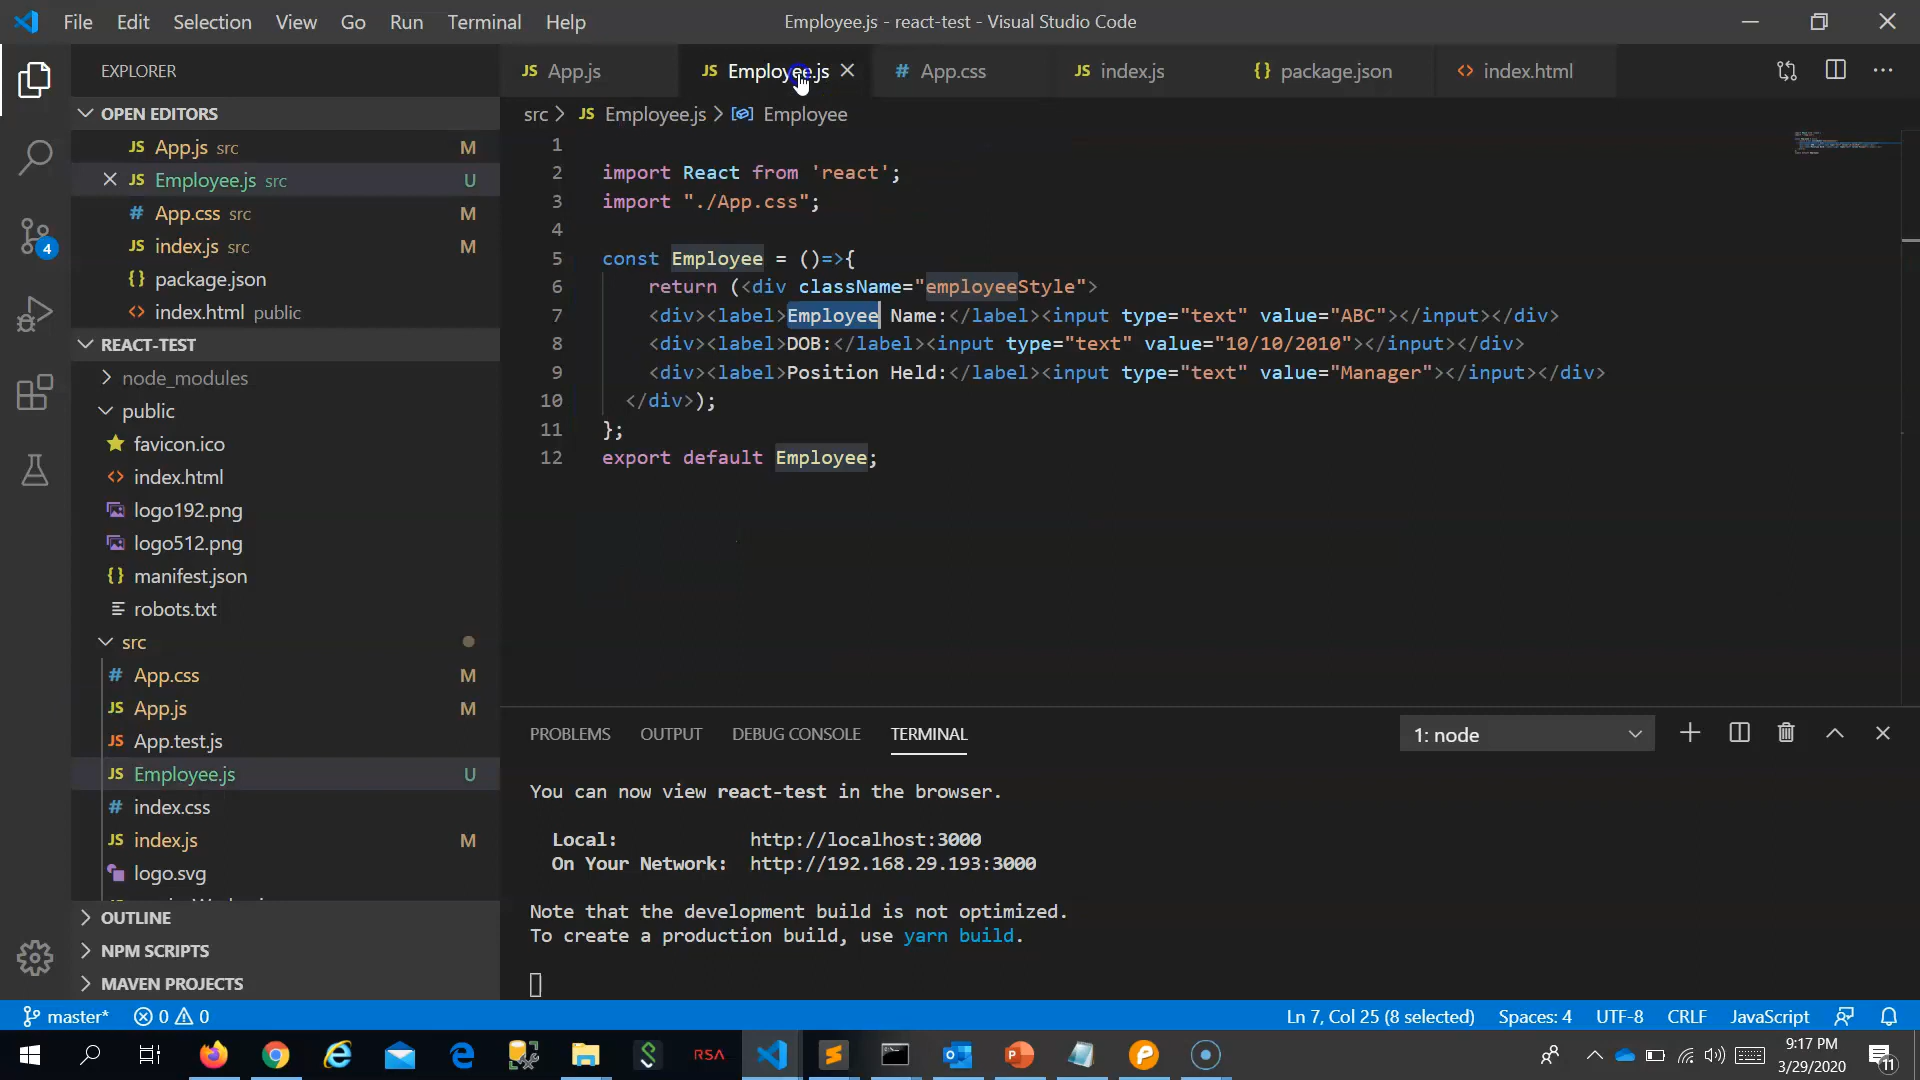 File Edit Selection View Go Run Terminal Help
Employee.js - react-test - Visual Studio Code
EXPLORER
OPEN EDITORS
JS App.js src M
JS Employee.js src U
# App.css src M
JS index.js src M
{} package.json
<> index.html public
REACT-TEST
node_modules
public
favicon.ico
<> index.html
logo192.png
logo512.png
{} manifest.json
robots.txt
src
# App.css M
JS App.js M
JS App.test.js
JS Employee.js U
# index.css
JS index.js M
logo.svg
OUTLINE
NPM SCRIPTS
MAVEN PROJECTS
4
JS App.js JS Employee.js # App.css JS index.js {} package.json <> index.html
src > JS Employee.js > Employee
1
2 import React from 'react';
3 import "./App.css";
4
5 const Employee = ()=>{
6 return (<div className="employeeStyle">
7 <div><label>Employee Name:</label><input type="text" value="ABC"></input></div>
8 <div><label>DOB:</label><input type="text" value="10/10/2010"></input></div>
9 <div><label>Position Held:</label><input type="text" value="Manager"></input></div>
10 </div>);
11 };
12 export default Employee;
PROBLEMS OUTPUT DEBUG CONSOLE TERMINAL 1: node
You can now view react-test in the browser.
Local: http://localhost:3000
On Your Network: http://192.168.29.193:3000
Note that the development build is not optimized.
To create a production build, use yarn build.
master* 0 0 Ln 7, Col 25 (8 selected) Spaces: 4 UTF-8 CRLF JavaScript
RSA
9:17 PM
3/29/2020
11